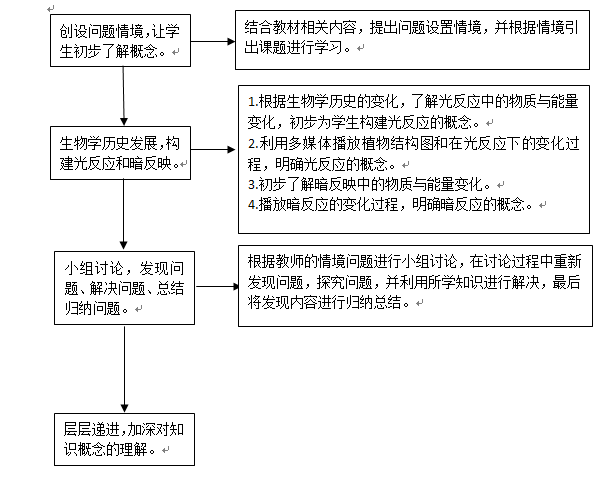 创设问题情境,让学
生初步了解概念。
结合教材相关内容，提出问题设置情境，并根据情境引
出课题进行学习。
生物学历史发展,构
建光反应和暗反映。
1.根据生物学历史的变化，了解光反应中的物质与能量
变化，初步为学生构建光反应的概念。
2.利用多媒体播放植物结构图和在光反应下的变化过
程，明确光反应的概念。
3.初步了解暗反映中的物质与能量变化。
4.播放暗反应的变化过程，明确暗反应的概念。
小组讨论，发现问
题、解决问题、总结
归纳问题。
根据教师的情境问题进行小组讨论，在讨论过程中重新
发现问题，探究问题，并利用所学知识进行解决，最后
将发现内容进行归纳总结。
层层递进,加深对知
识概念的理解。